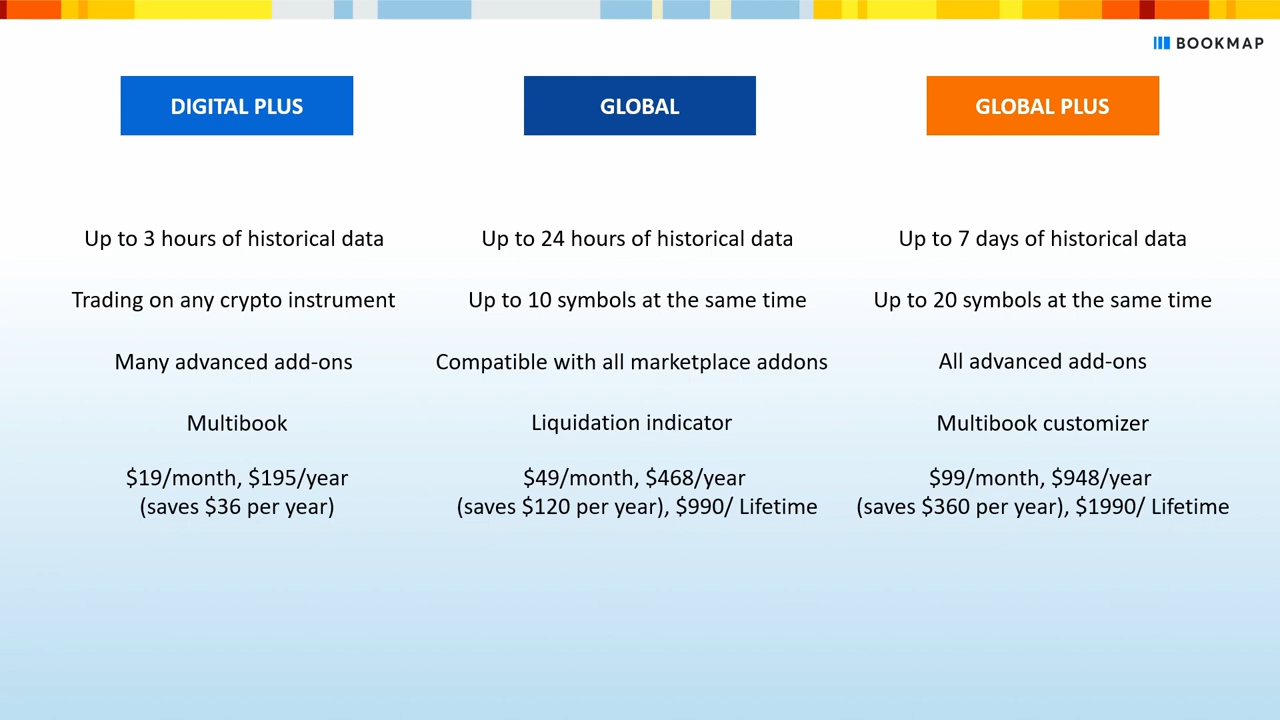 BOOKMAP
DIGITAL PLUS
GLOBAL
GLOBAL PLUS
Up to 3 hours of historical data
Up to 24 hours of historical data
Up to 7 days of historical data
Trading on any crypto instrument
Up to 10 symbols at the same time
Up to 20 symbols at the same time
Many advanced add-ons
Compatible with all marketplace addons
All advanced add-ons
Multibook
Liquidation indicator
Multibook customizer
$19/month, $195/year
(saves $36 per year)
$49/month, $468/year
(saves $120 per year), $990/ Lifetime
$99/month, $948/year
(saves $360 per year), $1990/ Lifetime